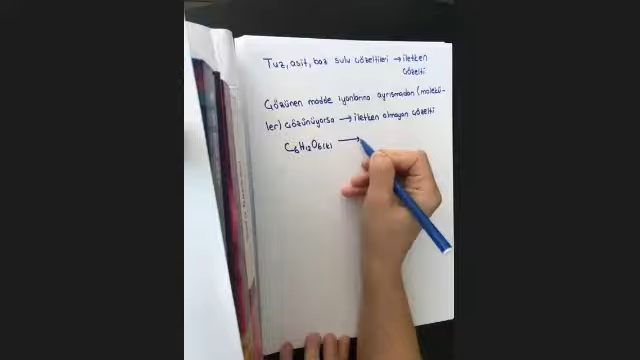 Tuz, asit, baz sulu çözeltileri → iletken
çözelti
Çözünen madde iyonlarına ayrışmadan (molekü-
ler) çözünüyorsa → iletken olmayan çözelti
C₆H₁₂O₆(k) →